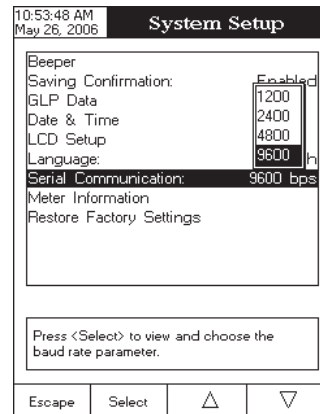 10:53:48 AM
May 26, 2006
System Setup
Beeper
Saving Confirmation: Enabled
GLP Data
Date & Time
LCD Setup
Language: h
Serial Communication: 9600 bps
Meter Information
Restore Factory Settings
1200
2400
4800
9600
Press <Select> to view and choose the
baud rate parameter.
Escape Select △ ▽